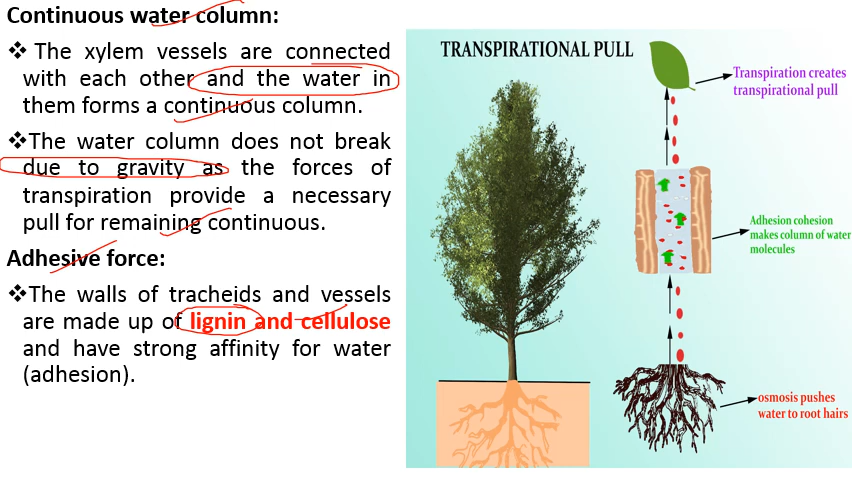 Continuous water column:
❖ The xylem vessels are connected
with each other and the water in
them forms a continuous column.
❖The water column does not break
due to gravity as the forces of
transpiration provide a necessary
pull for remaining continuous.
Adhesive force:
❖The walls of tracheids and vessels
are made up of lignin and cellulose
and have strong affinity for water
(adhesion).
TRANSPIRATIONAL PULL
Transpiration creates
transpirational pull
Adhesion cohesion
makes column of water
molecules
osmosis pushes
water to root hairs